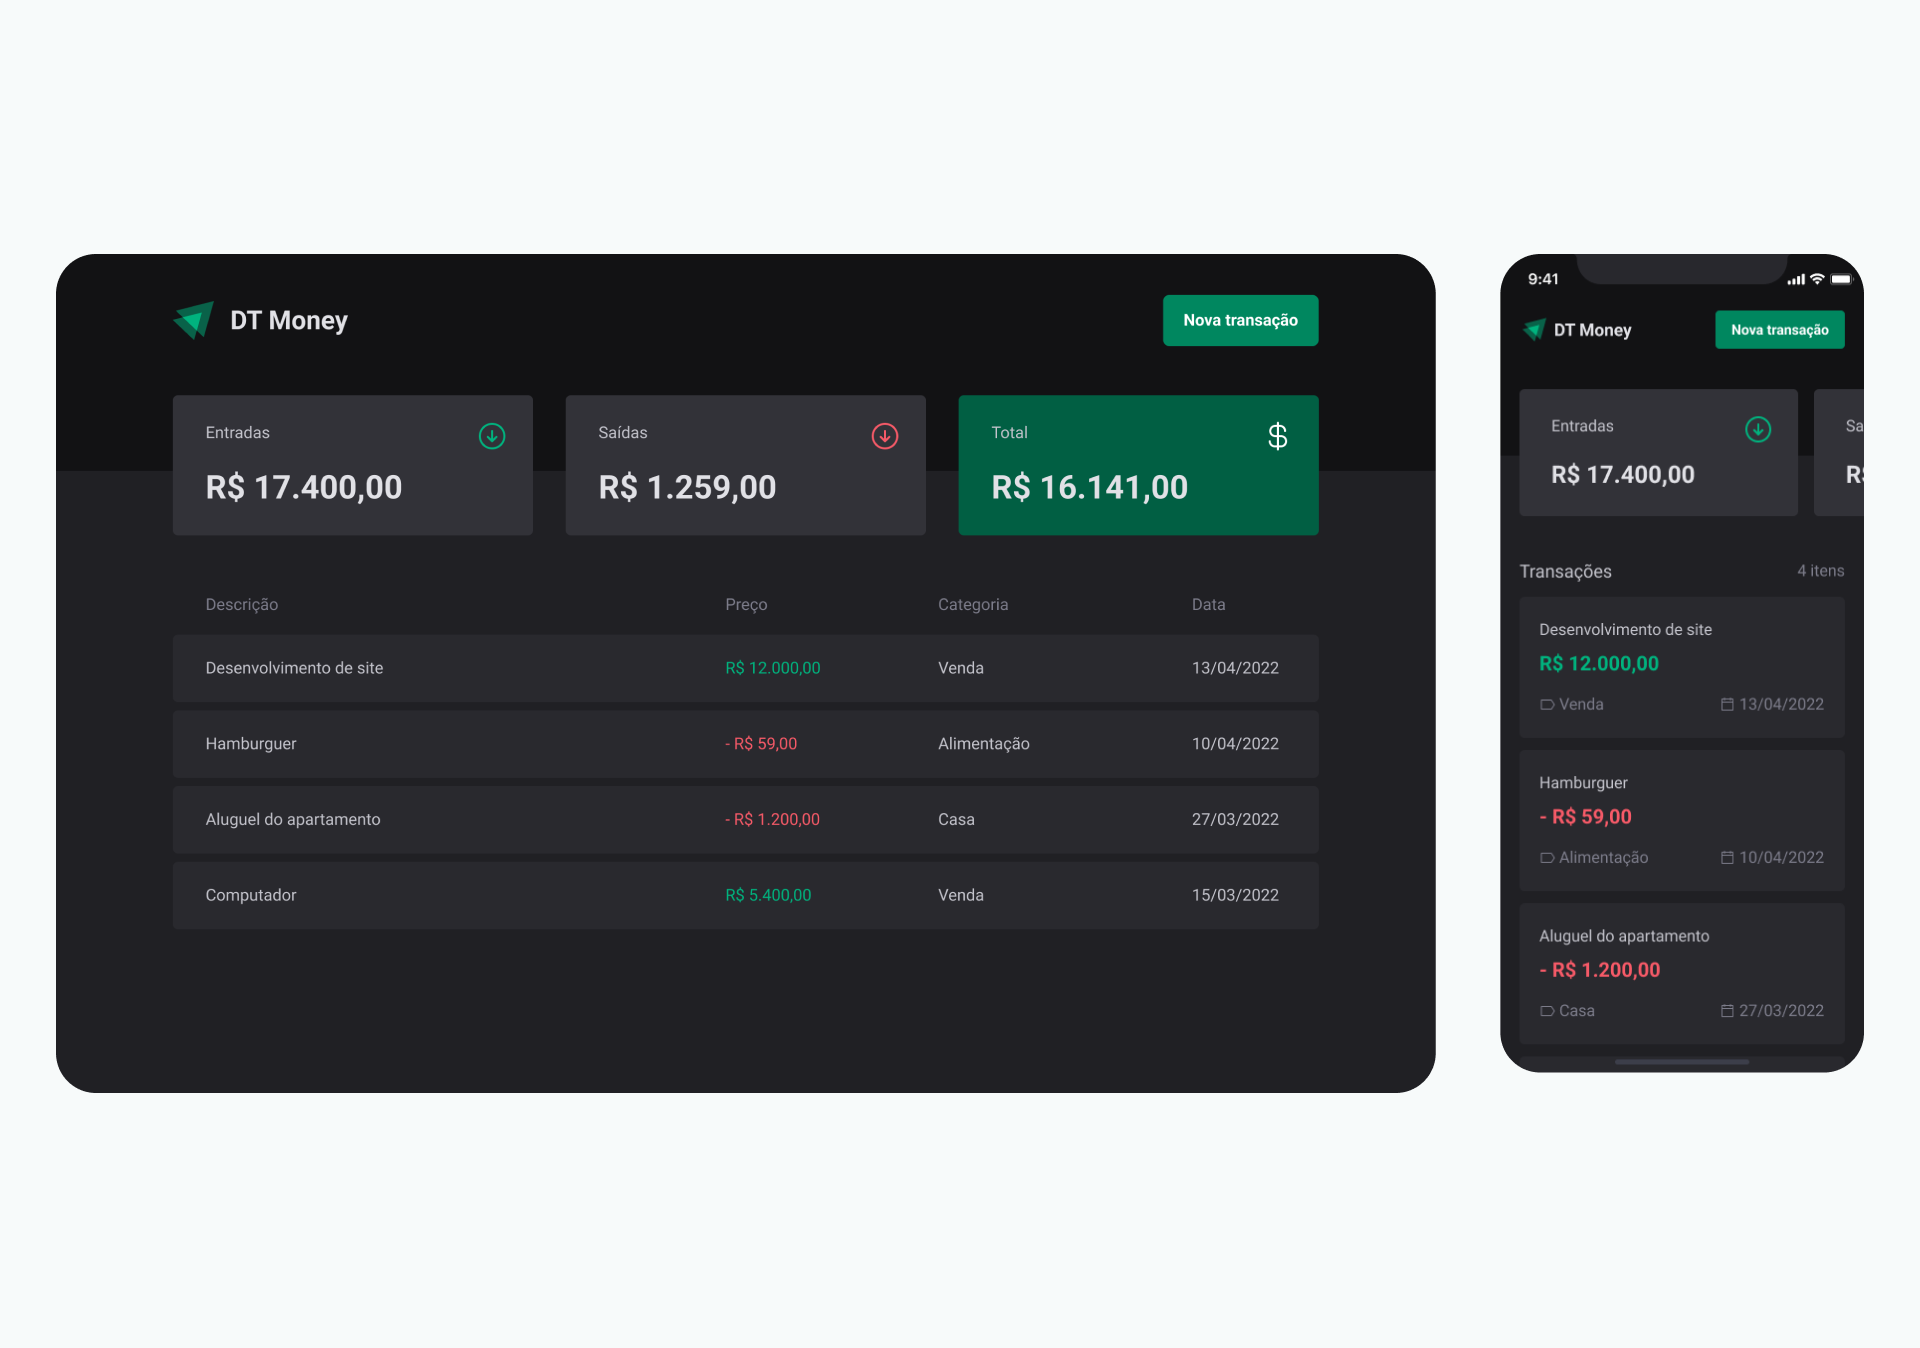 DT Money
Nova transação
Entradas
R$ 17.400,00
Saídas
R$ 1.259,00
Total
$
R$ 16.141,00
Descrição Preço Categoria Data
Desenvolvimento de site R$ 12.000,00 Venda 13/04/2022
Hamburguer - R$ 59,00 Alimentação 10/04/2022
Aluguel do apartamento - R$ 1.200,00 Casa 27/03/2022
Computador R$ 5.400,00 Venda 15/03/2022
9:41
DT Money
Nova transação
Entradas
R$ 17.400,00
Sa
R$
Transações 4 itens
Desenvolvimento de site
R$ 12.000,00
Venda 13/04/2022
Hamburguer
- R$ 59,00
Alimentação 10/04/2022
Aluguel do apartamento
- R$ 1.200,00
Casa 27/03/2022